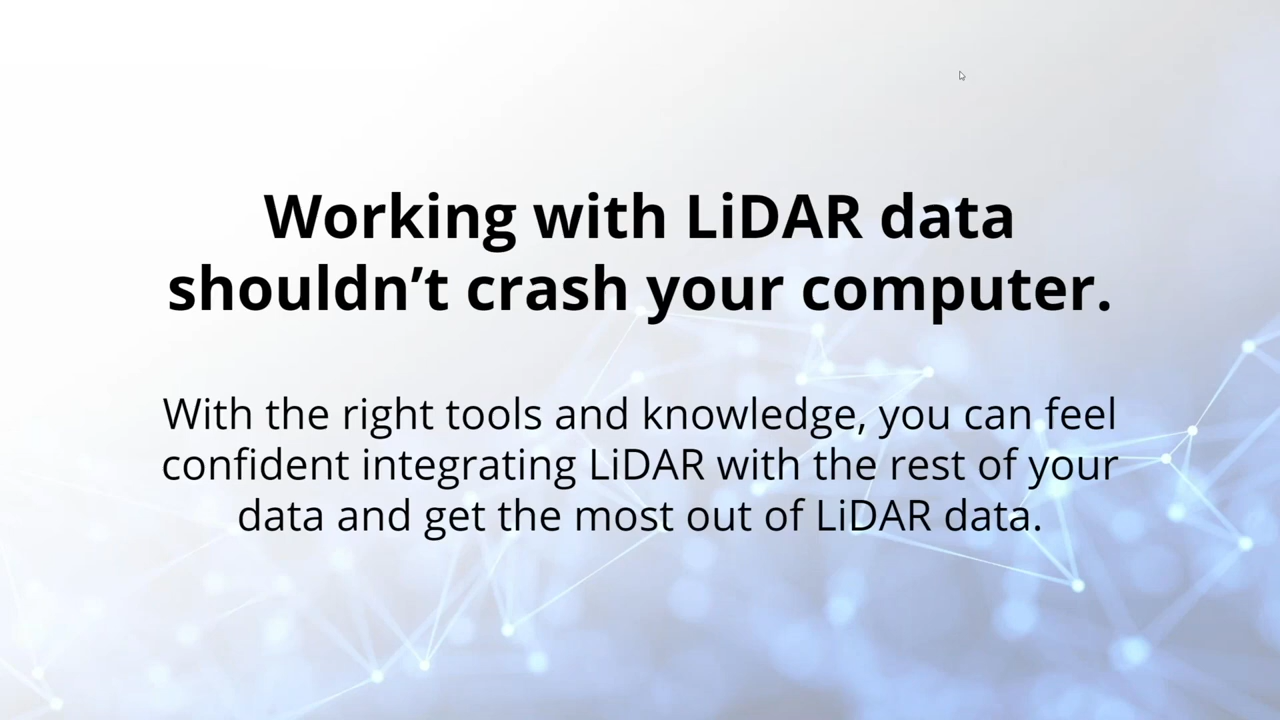 Working with LiDAR data
shouldn’t crash your computer.
With the right tools and knowledge, you can feel
confident integrating LiDAR with the rest of your
data and get the most out of LiDAR data.